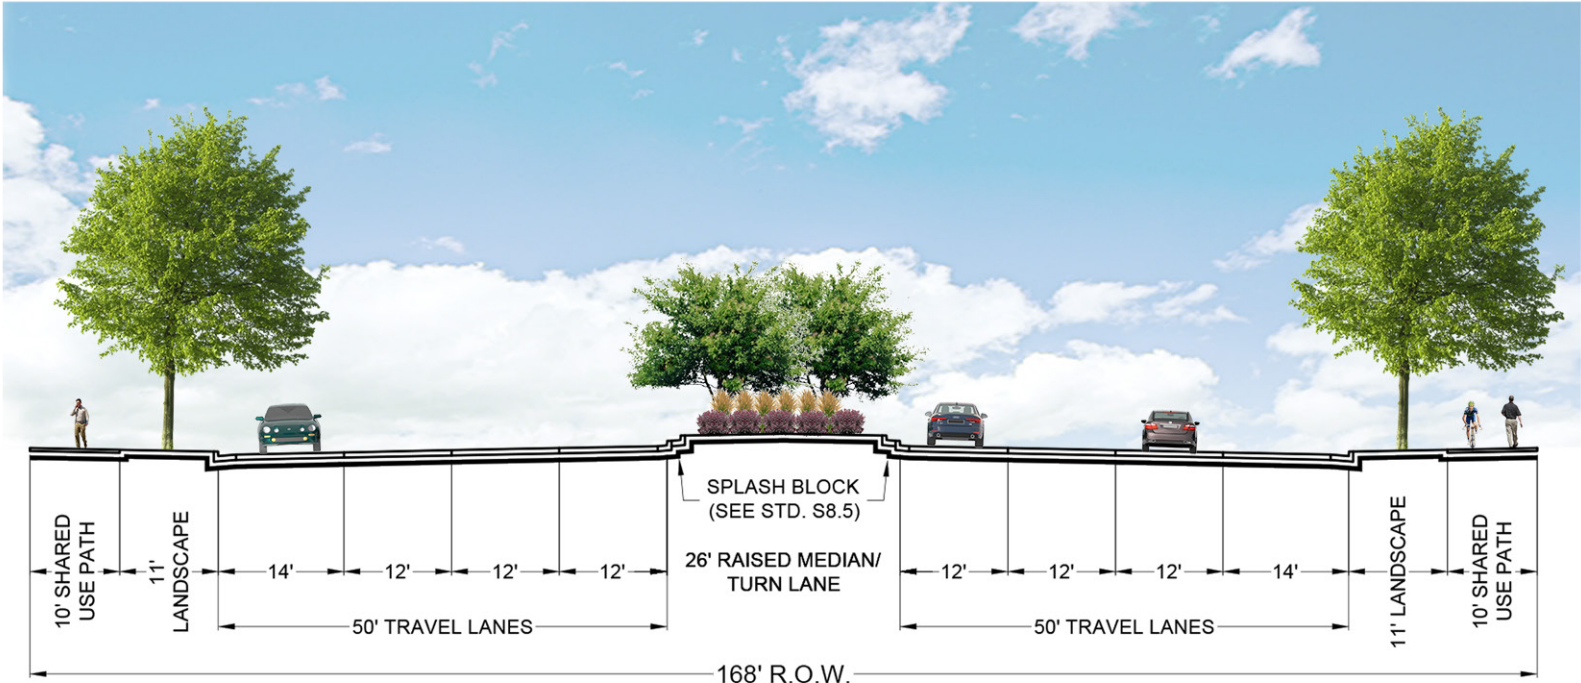 SPLASH BLOCK
(SEE STD. S8.5)
10' SHARED
USE PATH
11'
LANDSCAPE
14'
12'
12'
12'
26' RAISED MEDIAN/
TURN LANE
12'
12'
12'
14'
11' LANDSCAPE
10' SHARED
USE PATH
50' TRAVEL LANES
50' TRAVEL LANES
168' R.O.W.